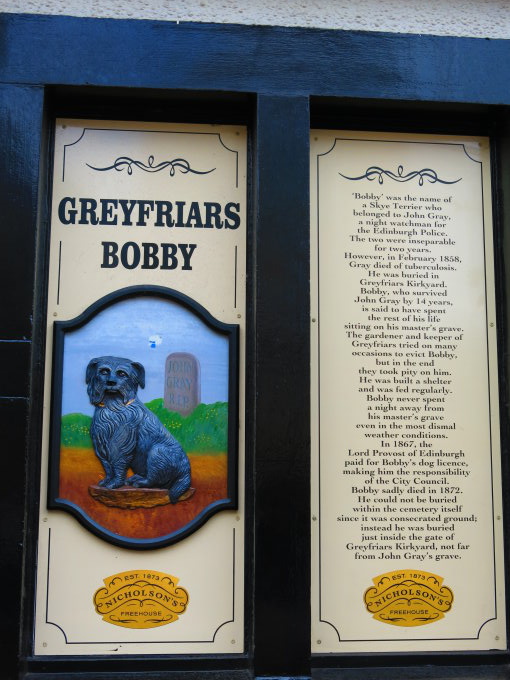 GREYFRIARS
BOBBY
JOHN
GRAY
R.I.P.
EST. 1873
NICHOLSON'S
FREEHOUSE
'Bobby' was the name of
a Skye Terrier who
belonged to John Gray,
a night watchman for
the Edinburgh Police.
The two were inseparable
for two years.
However, in February 1858,
Gray died of tuberculosis.
He was buried in
Greyfriars Kirkyard.
Bobby, who survived
John Gray by 14 years,
is said to have spent
the rest of his life
sitting on his master's grave.
The gardener and keeper of
Greyfriars tried on many
occasions to evict Bobby,
but in the end
they took pity on him.
He was built a shelter
and was fed regularly.
Bobby never spent
a night away from
his master's grave
even in the most dismal
weather conditions.
In 1867, the
Lord Provost of Edinburgh
paid for Bobby's dog licence,
making him the responsibility
of the City Council.
Bobby sadly died in 1872.
He could not be buried
within the cemetery itself
since it was consecrated ground;
instead he was buried
just inside the gate of
Greyfriars Kirkyard, not far
from John Gray's grave.
EST. 1873
NICHOLSON'S
FREEHOUSE